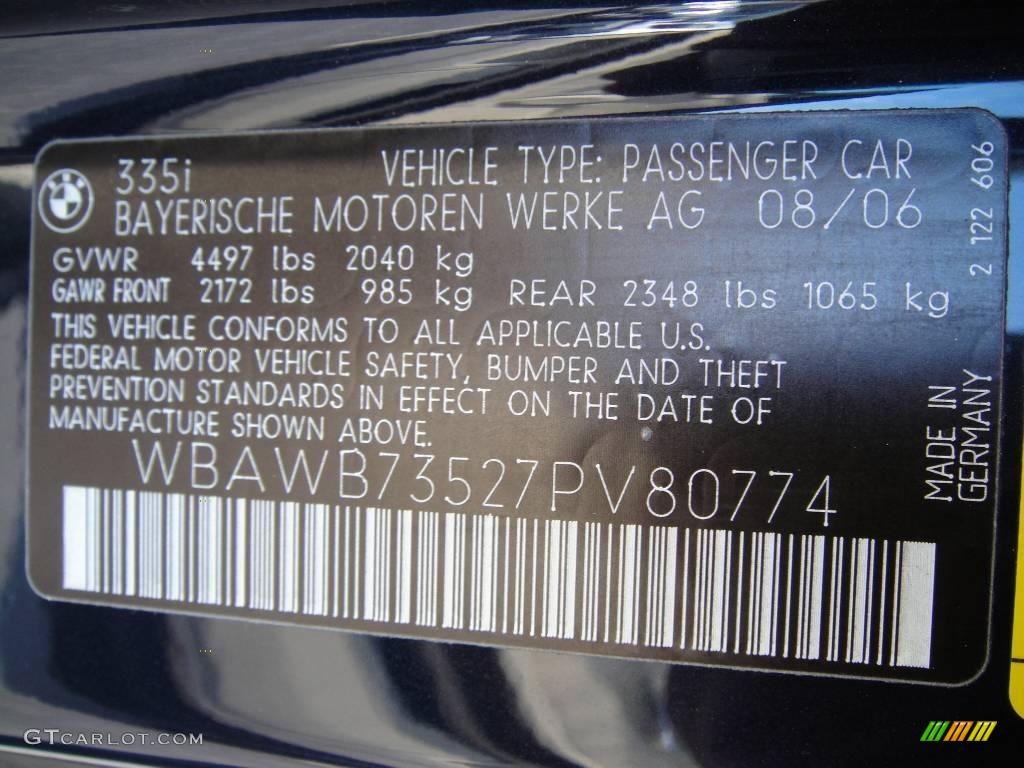 335i VEHICLE TYPE: PASSENGER CAR
BAYERISCHE MOTOREN WERKE AG 08/06
GVWR 4497 lbs 2040 kg
GAWR FRONT 2172 lbs 985 kg REAR 2348 lbs 1065 kg
THIS VEHICLE CONFORMS TO ALL APPLICABLE U.S.
FEDERAL MOTOR VEHICLE SAFETY, BUMPER AND THEFT
PREVENTION STANDARDS IN EFFECT ON THE DATE OF
MANUFACTURE SHOWN ABOVE.
WBAWB73527PV80774
2 122 606
MADE IN
GERMANY
GTCARLOT.COM